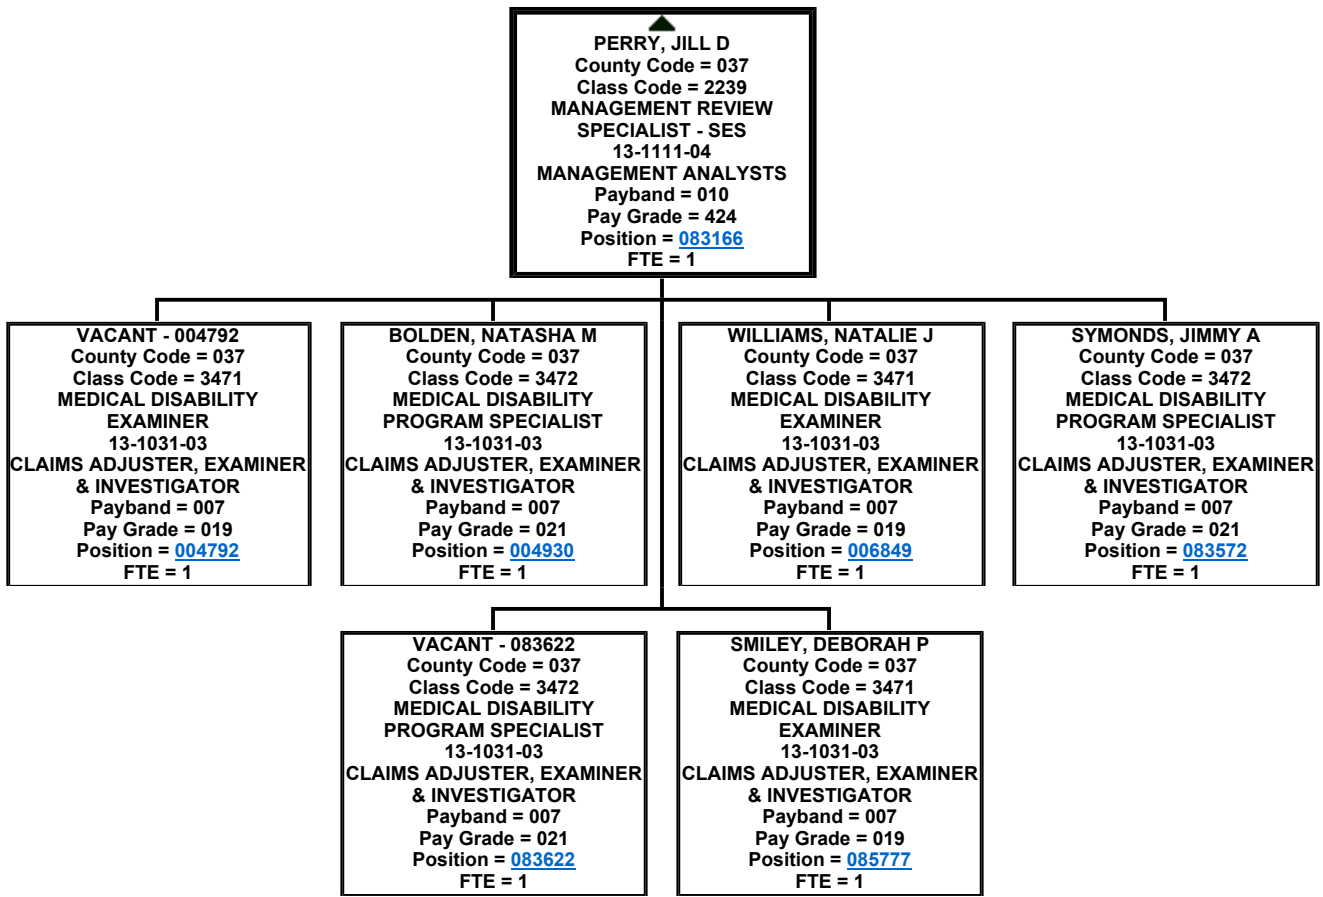 PERRY, JILL D
County Code = 037
Class Code = 2239
MANAGEMENT REVIEW
SPECIALIST - SES
13-1111-04
MANAGEMENT ANALYSTS
Payband = 010
Pay Grade = 424
Position = 083166
FTE = 1
VACANT - 004792
County Code = 037
Class Code = 3471
MEDICAL DISABILITY
EXAMINER
13-1031-03
CLAIMS ADJUSTER, EXAMINER
& INVESTIGATOR
Payband = 007
Pay Grade = 019
Position = 004792
FTE = 1
BOLDEN, NATASHA M
County Code = 037
Class Code = 3472
MEDICAL DISABILITY
PROGRAM SPECIALIST
13-1031-03
CLAIMS ADJUSTER, EXAMINER
& INVESTIGATOR
Payband = 007
Pay Grade = 021
Position = 004930
FTE = 1
WILLIAMS, NATALIE J
County Code = 037
Class Code = 3471
MEDICAL DISABILITY
EXAMINER
13-1031-03
CLAIMS ADJUSTER, EXAMINER
& INVESTIGATOR
Payband = 007
Pay Grade = 019
Position = 006849
FTE = 1
SYMONDS, JIMMY A
County Code = 037
Class Code = 3472
MEDICAL DISABILITY
PROGRAM SPECIALIST
13-1031-03
CLAIMS ADJUSTER, EXAMINER
& INVESTIGATOR
Payband = 007
Pay Grade = 021
Position = 083572
FTE = 1
VACANT - 083622
County Code = 037
Class Code = 3472
MEDICAL DISABILITY
PROGRAM SPECIALIST
13-1031-03
CLAIMS ADJUSTER, EXAMINER
& INVESTIGATOR
Payband = 007
Pay Grade = 021
Position = 083622
FTE = 1
SMILEY, DEBORAH P
County Code = 037
Class Code = 3471
MEDICAL DISABILITY
EXAMINER
13-1031-03
CLAIMS ADJUSTER, EXAMINER
& INVESTIGATOR
Payband = 007
Pay Grade = 019
Position = 085777
FTE = 1